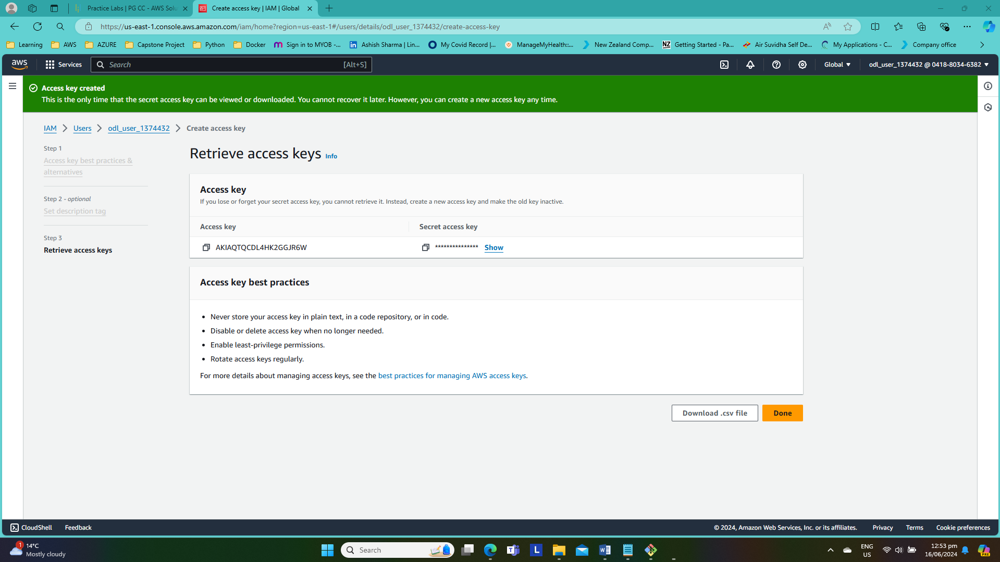 Practice Labs | PG CC - AWS Solu
Create access key | IAM | Global
https://us-east-1.console.aws.amazon.com/iam/home?region=us-east-1#/users/details/odl_user_1374432/create-access-key
Learning
AWS
AZURE
Capstone Project
Python
Docker
Sign in to MYOB -...
Ashish Sharma | Lin...
My Covid Record |...
ManageMyHealth::...
New Zealand Comp...
Getting Started - Pa...
Air Suvidha Self De...
My Applications - C...
Company office
aws
Services
Search
[Alt+S]
Global
odl_user_1374432 @ 0418-8034-6382
Access key created
This is the only time that the secret access key can be viewed or downloaded. You cannot recover it later. However, you can create a new access key any time.
IAM
Users
odl_user_1374432
Create access key
Step 1
Access key best practices &
alternatives
Step 2 - optional
Set description tag
Step 3
Retrieve access keys
Retrieve access keys Info
Access key
If you lose or forget your secret access key, you cannot retrieve it. Instead, create a new access key and make the old key inactive.
Access key
Secret access key
AKIAQTQCDL4HK2GGJR6W
*************** Show
Access key best practices
• Never store your access key in plain text, in a code repository, or in code.
• Disable or delete access key when no longer needed.
• Enable least-privilege permissions.
• Rotate access keys regularly.
For more details about managing access keys, see the best practices for managing AWS access keys.
Download .csv file
Done
CloudShell
Feedback
© 2024, Amazon Web Services, Inc. or its affiliates.
Privacy
Terms
Cookie preferences
1
14°C
Mostly cloudy
Search
ENG
US
12:53 pm
16/06/2024